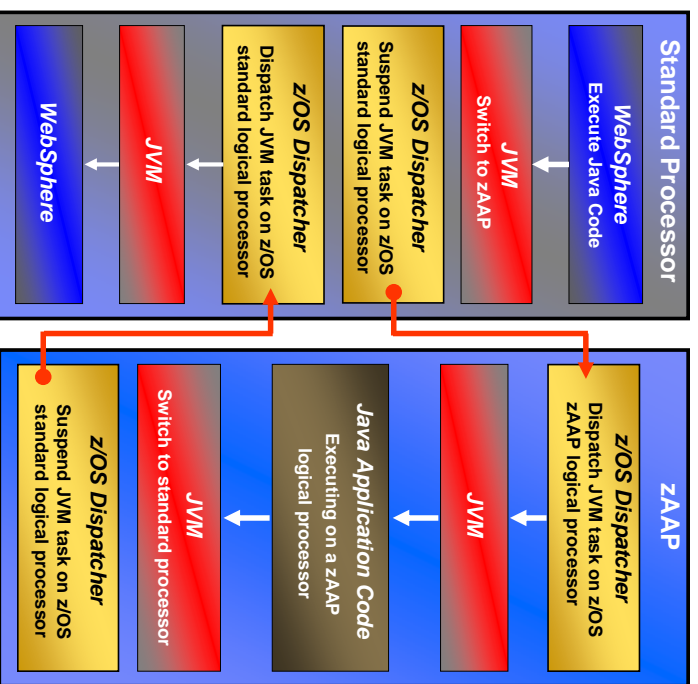 Standard Processor
WebSphere
Execute Java Code
JVM
Switch to zAAP
z/OS Dispatcher
Suspend JVM task on z/OS
standard logical processor
z/OS Dispatcher
Dispatch JVM task on z/OS
standard logical processor
JVM
WebSphere
zAAP
z/OS Dispatcher
Dispatch JVM task on z/OS
zAAP logical processor
JVM
Java Application Code
Executing on a zAAP
logical processor
JVM
Switch to standard processor
z/OS Dispatcher
Suspend JVM task on z/OS
standard logical processor